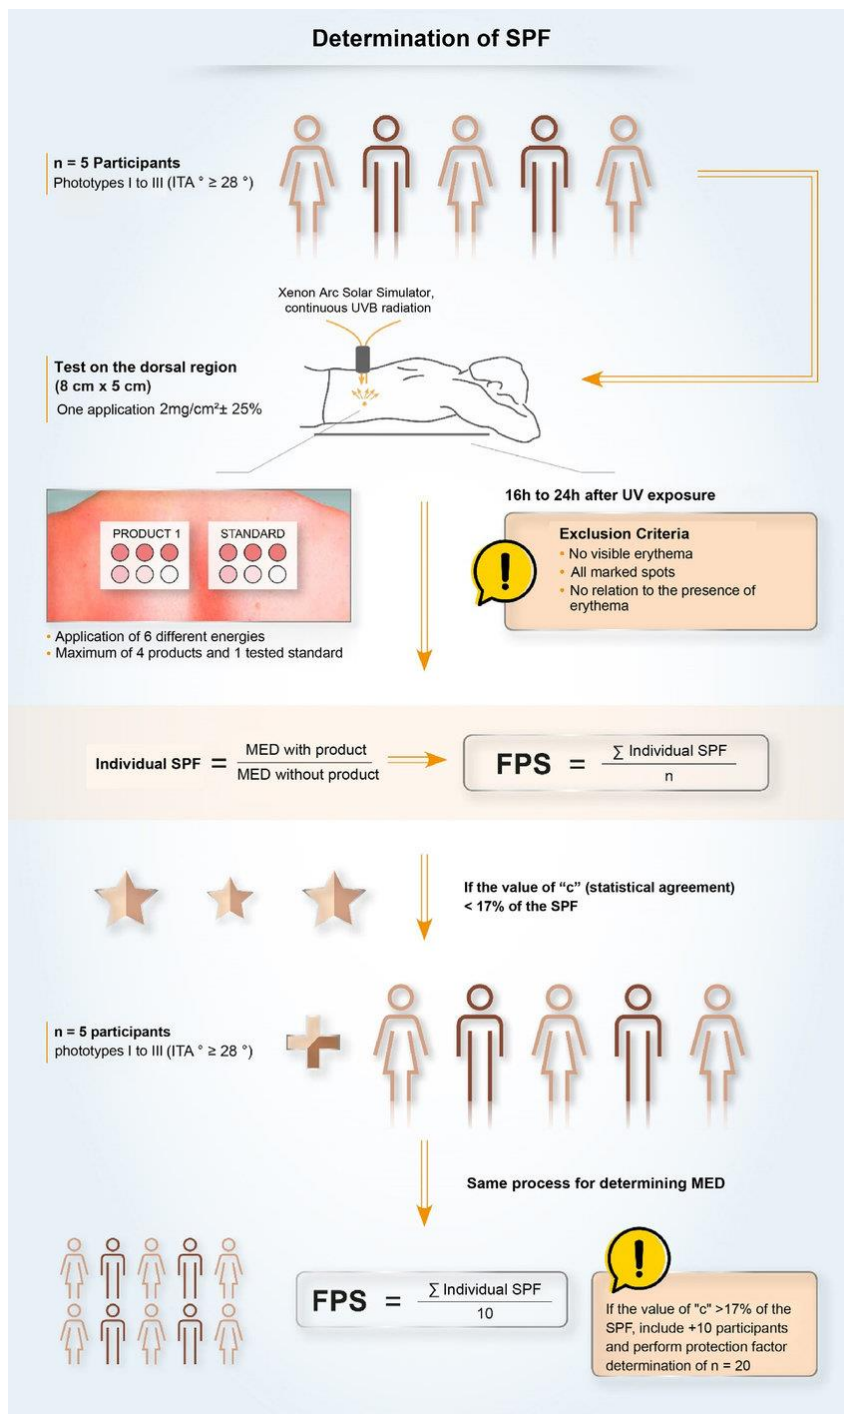 Determination of SPF
n = 5 Participants
Phototypes I to III (ITA ° ≥ 28 °)
Xenon Arc Solar Simulator,
continuous UVB radiation
Test on the dorsal region
(8 cm x 5 cm)
One application 2mg/cm²± 25%
PRODUCT 1
STANDARD
• Application of 6 different energies
• Maximum of 4 products and 1 tested standard
16h to 24h after UV exposure
!
Exclusion Criteria
• No visible erythema
• All marked spots
• No relation to the presence of
erythema
Individual SPF = MED with product / MED without product
FPS = ∑ Individual SPF / n
If the value of “c” (statistical agreement)
< 17% of the SPF
n = 5 participants
phototypes I to III (ITA ° ≥ 28 °)
Same process for determining MED
FPS = ∑ Individual SPF / 10
!
If the value of "c" >17% of the
SPF, include +10 participants
and perform protection factor
determination of n = 20